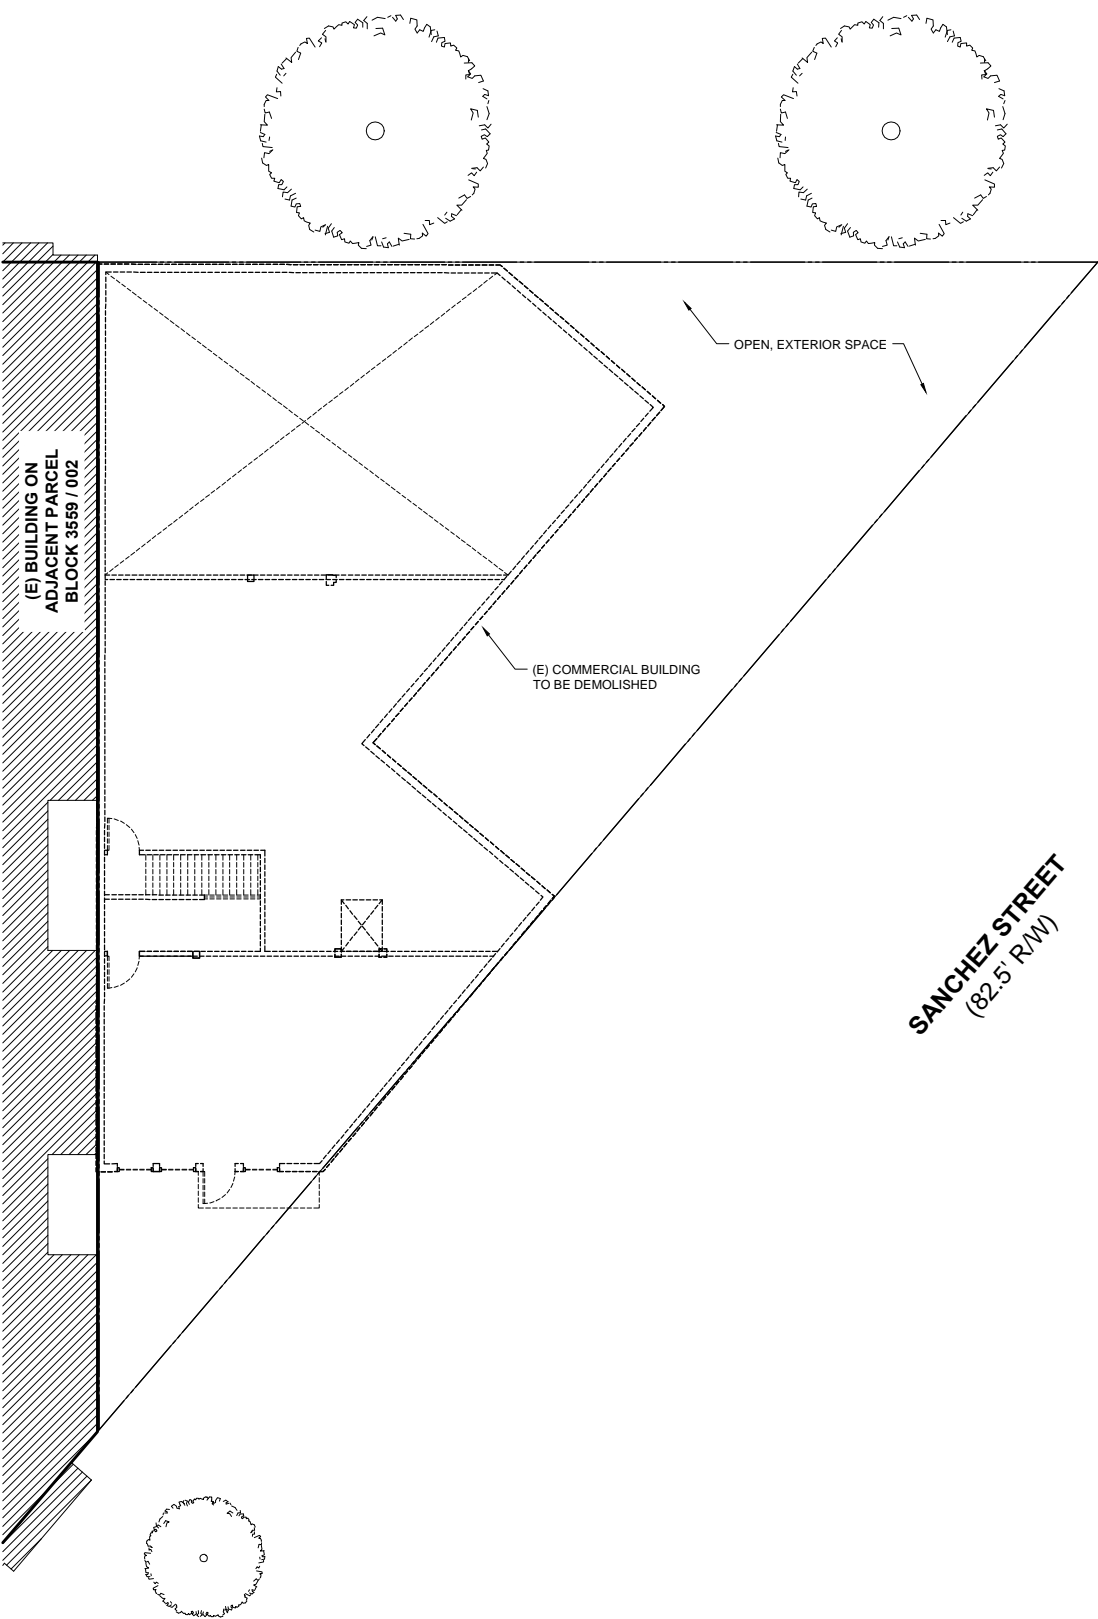 OPEN, EXTERIOR SPACE
(E) BUILDING ON
ADJACENT PARCEL
BLOCK 3559 / 002
(E) COMMERCIAL BUILDING
TO BE DEMOLISHED
SANCHEZ STREET
(82.5' R/W)